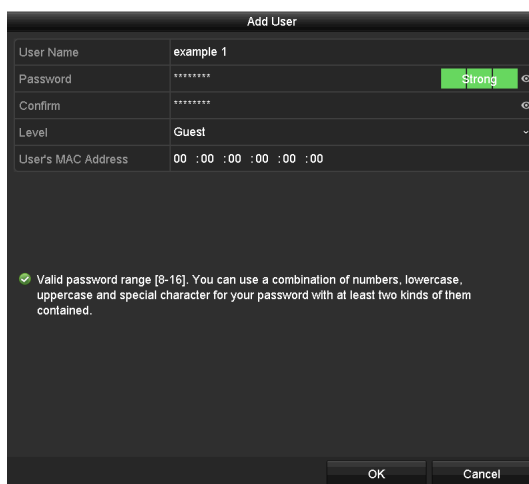 Add User
User Name example 1
Password ******** Strong
Confirm ********
Level Guest
User's MAC Address 00 :00 :00 :00 :00 :00
Valid password range [8-16]. You can use a combination of numbers, lowercase,
uppercase and special character for your password with at least two kinds of them
contained.
OK Cancel